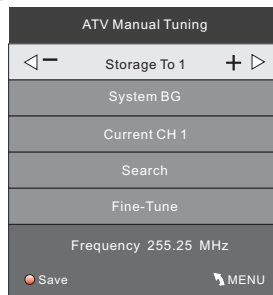 ATV Manual Tuning
Storage To 1
System BG
Current CH 1
Search
Fine-Tune
Frequency 255.25 MHz
Save MENU